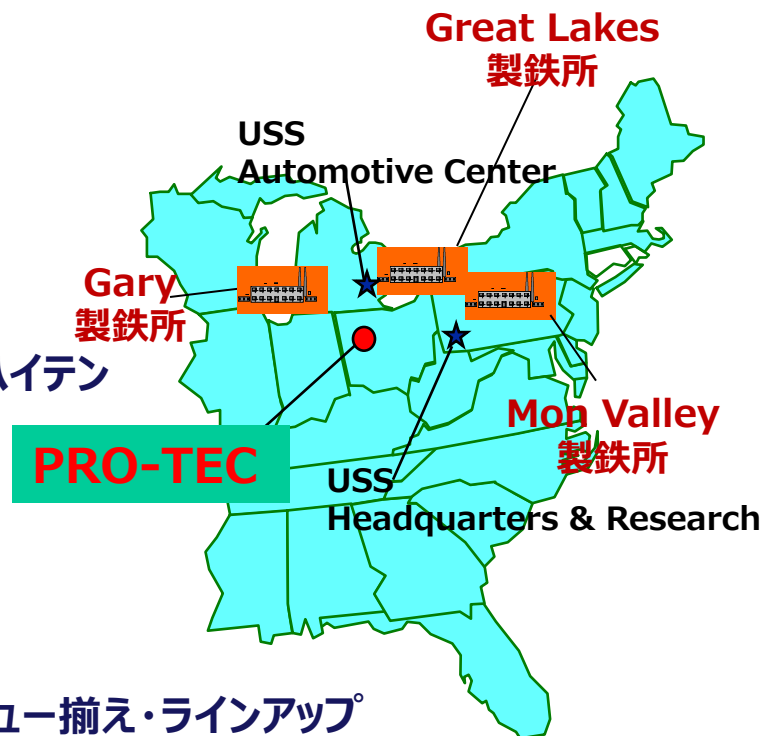 Great Lakes
製鉄所
USS
Automotive Center
Gary
製鉄所
ハイテン
Mon Valley
製鉄所
PRO-TEC
USS
Headquarters & Research
ュー揃え・ラインアップ